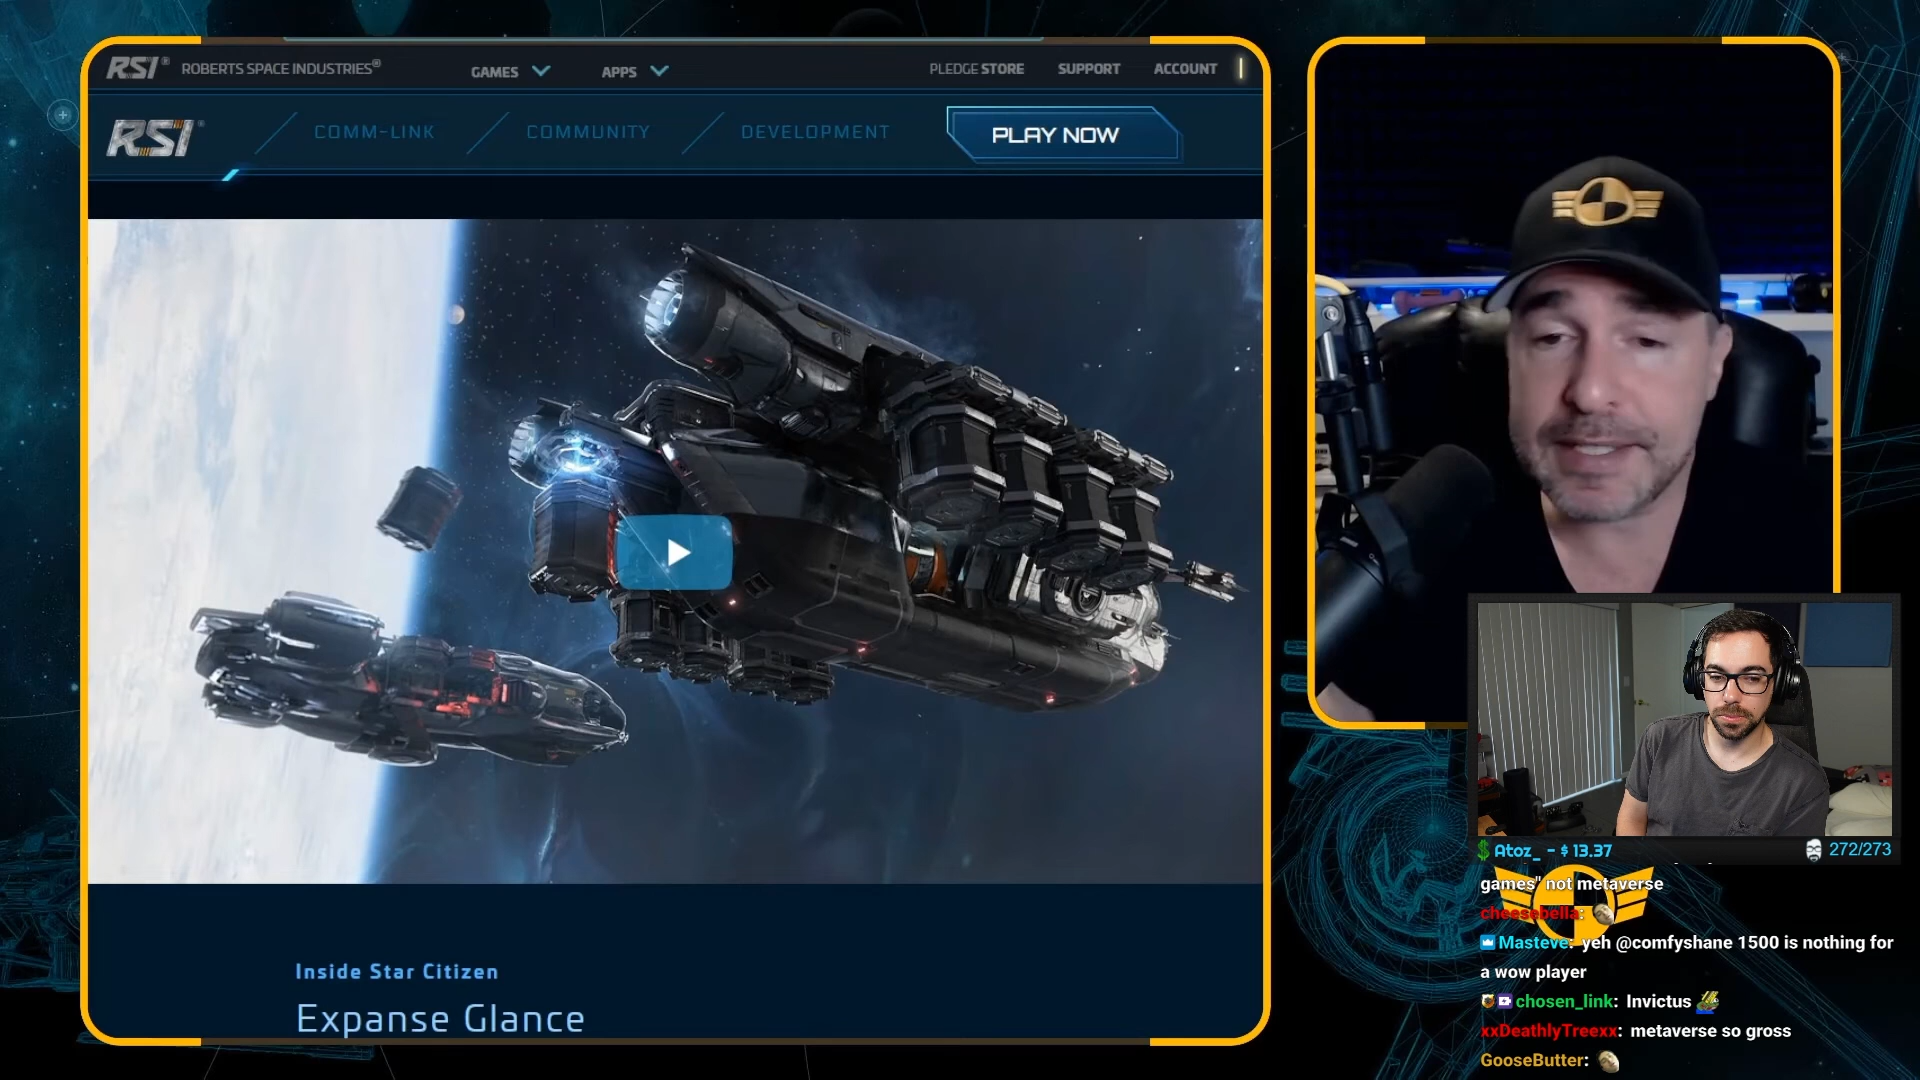 RSI ROBERTS SPACE INDUSTRIES®
GAMES
APPS
PLEDGE STORE
SUPPORT
ACCOUNT
RSI
COMM-LINK
COMMUNITY
DEVELOPMENT
PLAY NOW
Inside Star Citizen
Expanse Glance
$ Atoz_ - $ 13.37
272/273
games" not metaverse
cheesebella:
Masteve: yeh @comfyshane 1500 is nothing for
a wow player
chosen_link: Invictus
xxDeathlyTreexx: metaverse so gross
GooseButter: